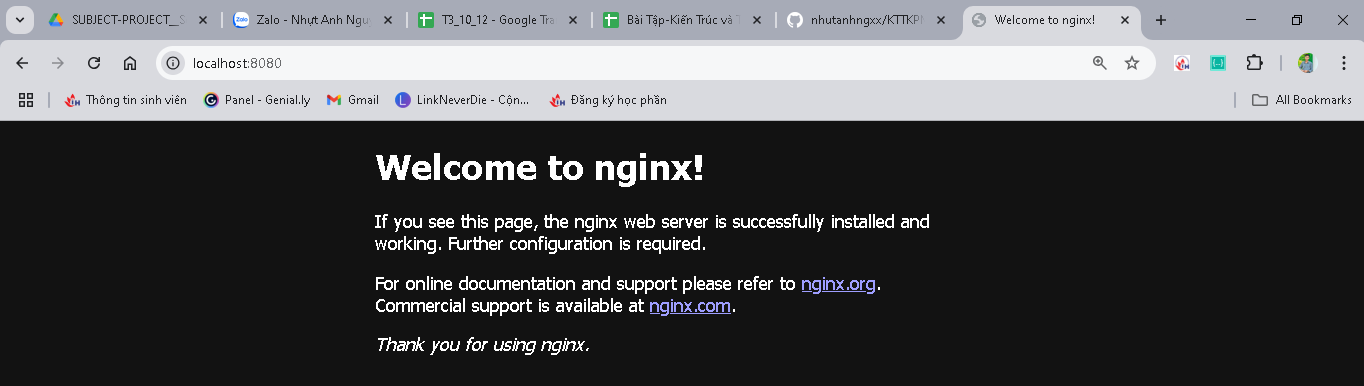 SUBJECT-PROJECT__S
Zalo - Nhựt Anh Ngu
T3_10_12 - Google Tra
Bài Tập-Kiến Trúc và T
nhutanhngxx/KTTKP
Welcome to nginx!
localhost:8080
Thông tin sinh viên
Panel - Genial.ly
Gmail
LinkNeverDie - Cộn...
Đăng ký học phần
All Bookmarks
Welcome to nginx!
If you see this page, the nginx web server is successfully installed and
working. Further configuration is required.
For online documentation and support please refer to nginx.org.
Commercial support is available at nginx.com.
Thank you for using nginx.